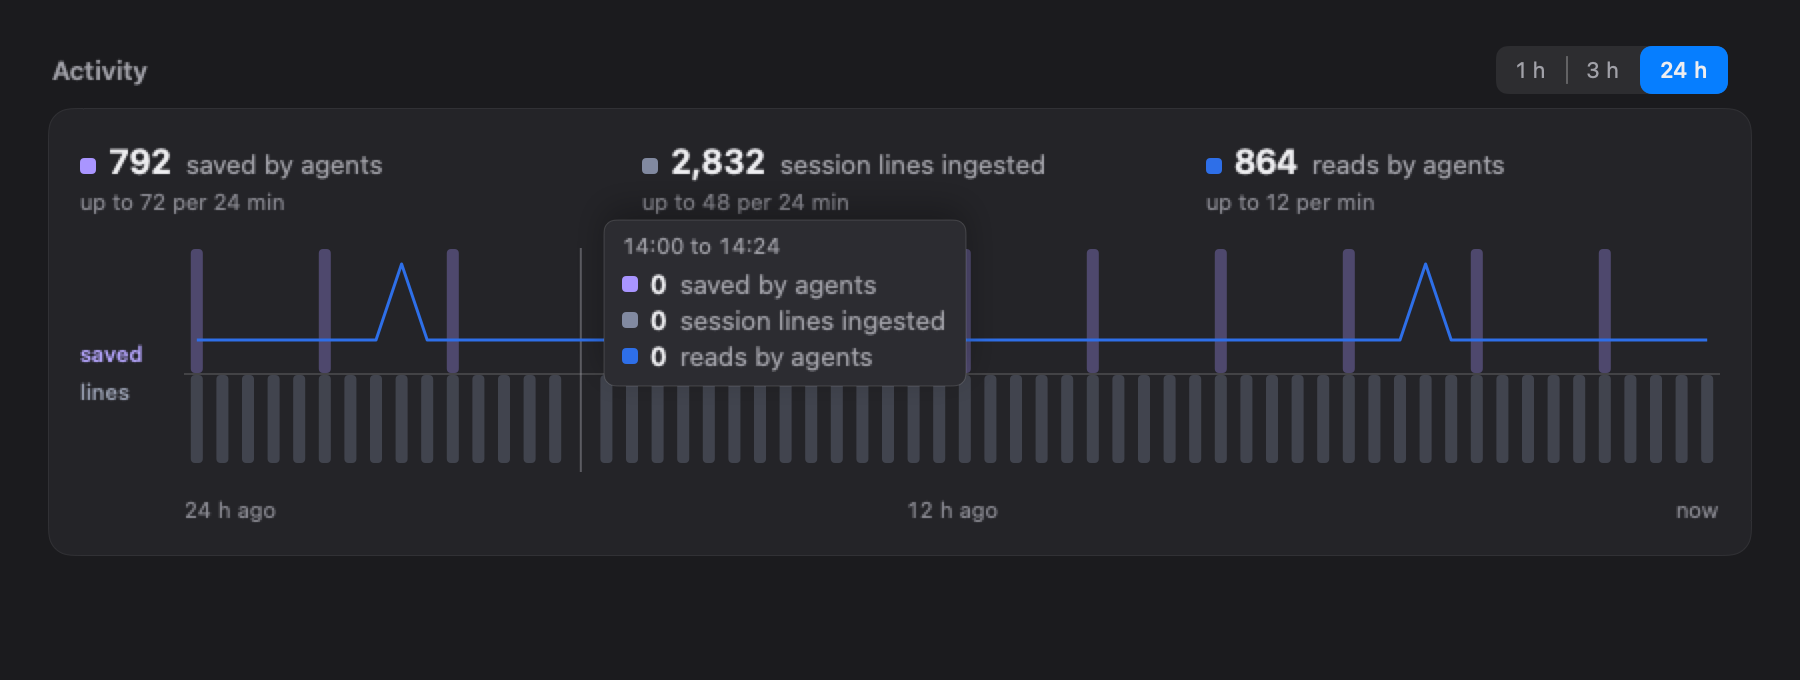 Activity
1 h
3 h
24 h
792 saved by agents
up to 72 per 24 min
2,832 session lines ingested
up to 48 per 24 min
864 reads by agents
up to 12 per min
14:00 to 14:24
0 saved by agents
0 session lines ingested
0 reads by agents
saved
lines
24 h ago
12 h ago
now